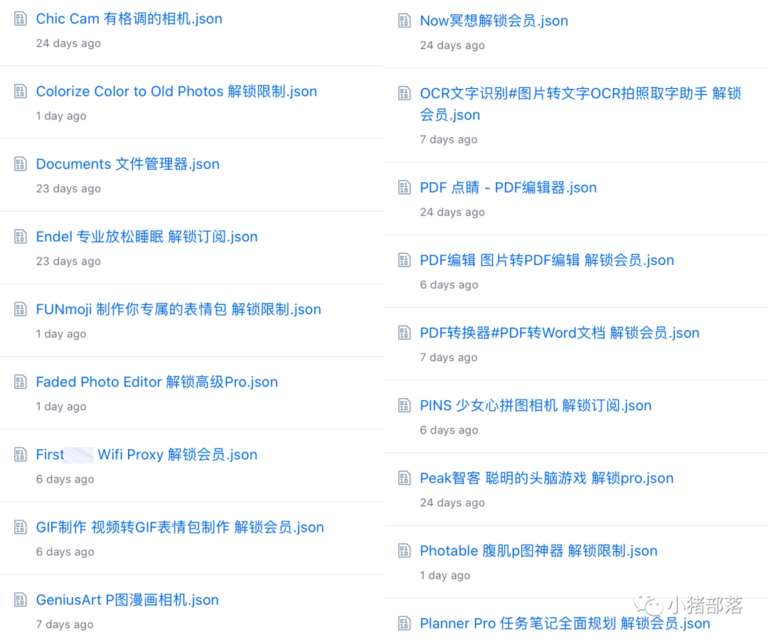 Chic Cam 有格调的相机.json
24 days ago
Colorize Color to Old Photos 解锁限制.json
1 day ago
Documents 文件管理器.json
23 days ago
Endel 专业放松睡眠 解锁订阅.json
23 days ago
FUNmoji 制作你专属的表情包 解锁限制.json
1 day ago
Faded Photo Editor 解锁高级Pro.json
1 day ago
First Wifi Proxy 解锁会员.json
6 days ago
GIF制作 视频转GIF表情包制作 解锁会员.json
6 days ago
GeniusArt P图漫画相机.json
7 days ago
Now冥想解锁会员.json
24 days ago
OCR文字识别#图片转文字OCR拍照取字助手 解锁
会员.json
7 days ago
PDF 点睛 - PDF编辑器.json
24 days ago
PDF编辑 图片转PDF编辑 解锁会员.json
6 days ago
PDF转换器#PDF转Word文档 解锁会员.json
7 days ago
PINS 少女心拼图相机 解锁订阅.json
6 days ago
Peak智客 聪明的头脑游戏 解锁pro.json
24 days ago
Photable 腹肌p图神器 解锁限制.json
1 day ago
小猪部落
Planner Pro 任务笔记全面规划 解锁会员.json